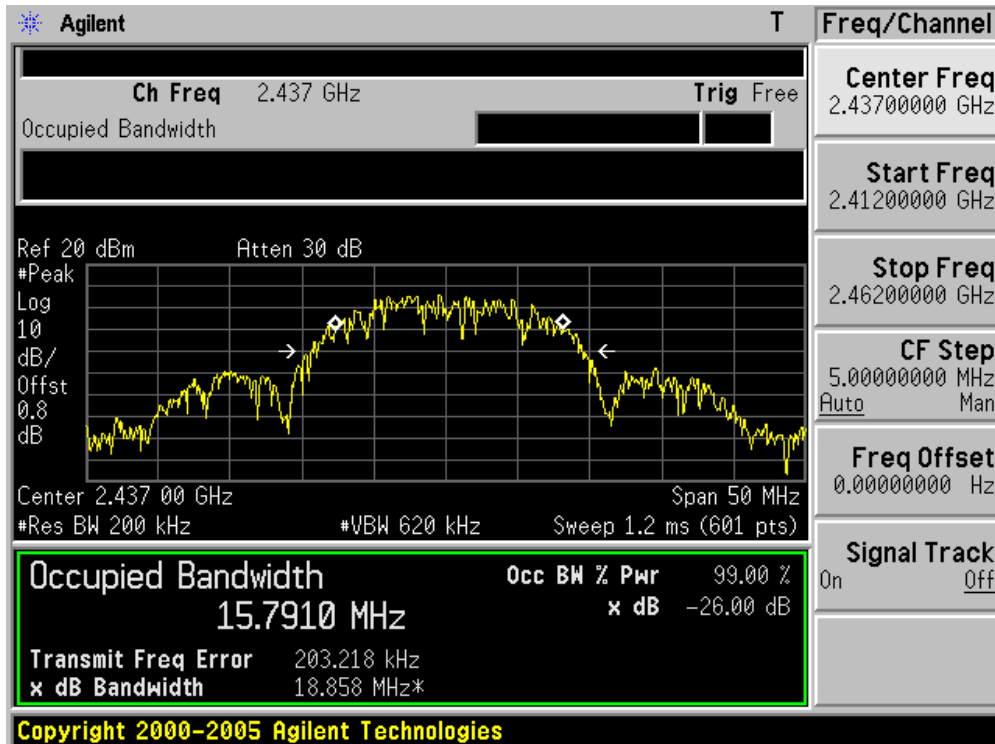 Agilent T Freq/Channel
Ch Freq 2.437 GHz Trig Free
Occupied Bandwidth
Center Freq
2.43700000 GHz
Start Freq
2.41200000 GHz
Stop Freq
2.46200000 GHz
CF Step
5.00000000 MHz
Auto Man
Freq Offset
0.00000000 Hz
Signal Track
On Off
Ref 20 dBm Atten 30 dB
#Peak
Log
10
dB/
Offst
0.8
dB
Center 2.437 00 GHz Span 50 MHz
#Res BW 200 kHz #VBW 620 kHz Sweep 1.2 ms (601 pts)
Occupied Bandwidth Occ BW % Pwr 99.00 %
15.7910 MHz x dB -26.00 dB
Transmit Freq Error 203.218 kHz
x dB Bandwidth 18.858 MHz*
Copyright 2000-2005 Agilent Technologies